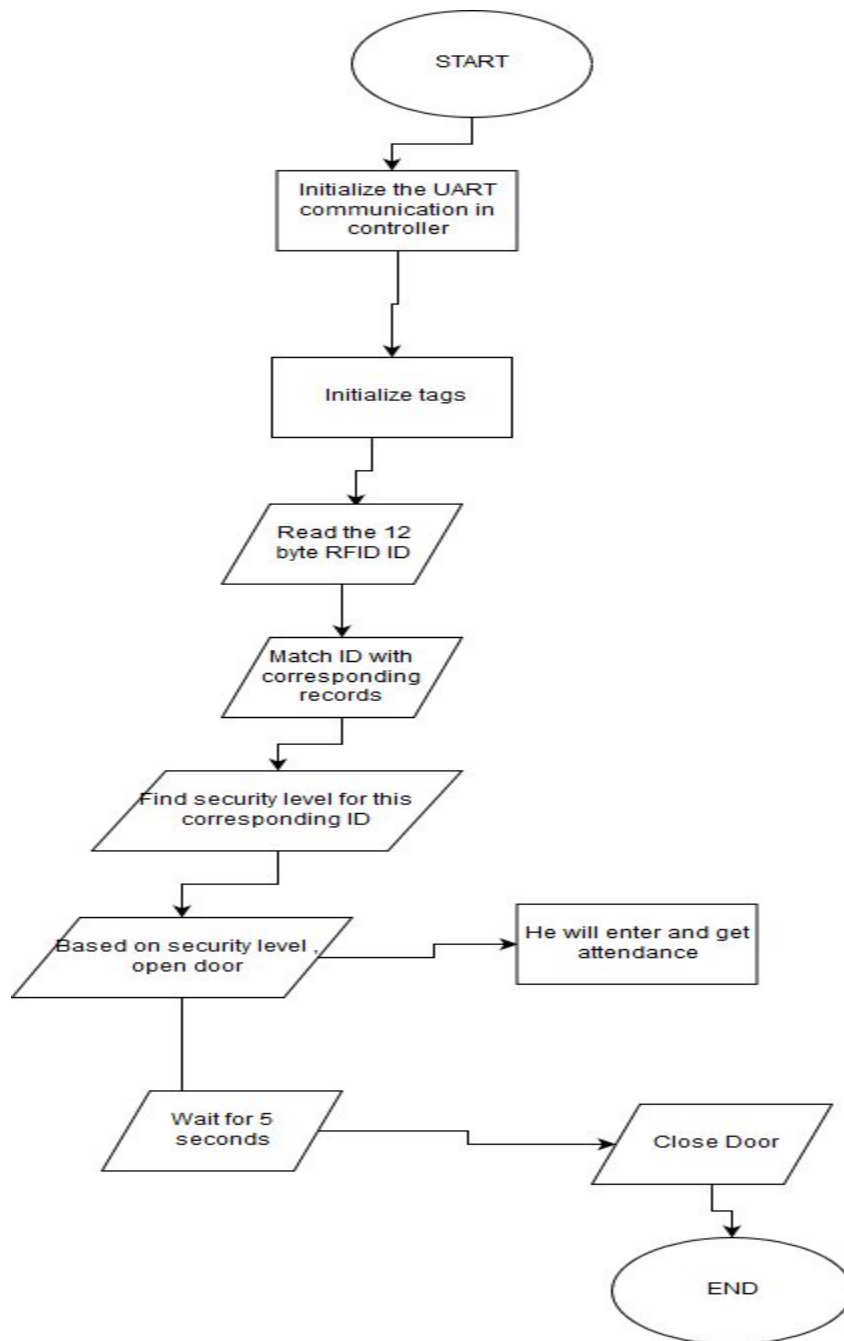 START
Initialize the UART
communication in
controller
Initialize tags
Read the 12
byte RFID ID
Match ID with
corresponding
records
Find security level for this
corresponding ID
Based on security level ,
open door
He will enter and get
attendance
Wait for 5
seconds
Close Door
END